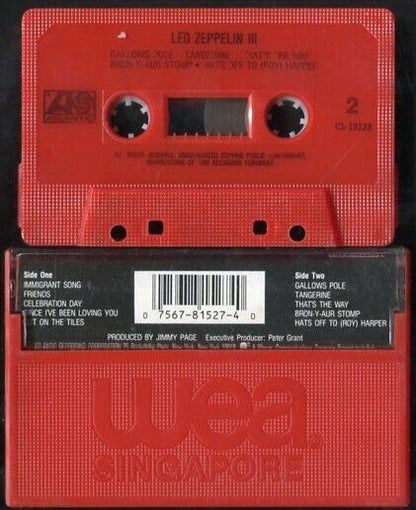 LED ZEPPELIN III
GALLOWS POLE · TANGERINE · THAT'S THE WAY
BRON-Y-AUR STOMP • HATS OFF TO (ROY) HARPER
ATLANTIC
2
CS-19128
Side One
IMMIGRANT SONG
FRIENDS
CELEBRATION DAY
SINCE I'VE BEEN LOVING YOU
OUT ON THE TILES
0 7567-81527-4 0
Side Two
GALLOWS POLE
TANGERINE
THAT'S THE WAY
BRON-Y-AUR STOMP
HATS OFF TO (ROY) HARPER
PRODUCED BY JIMMY PAGE Executive Producer: Peter Grant
wea
SINGAPORE